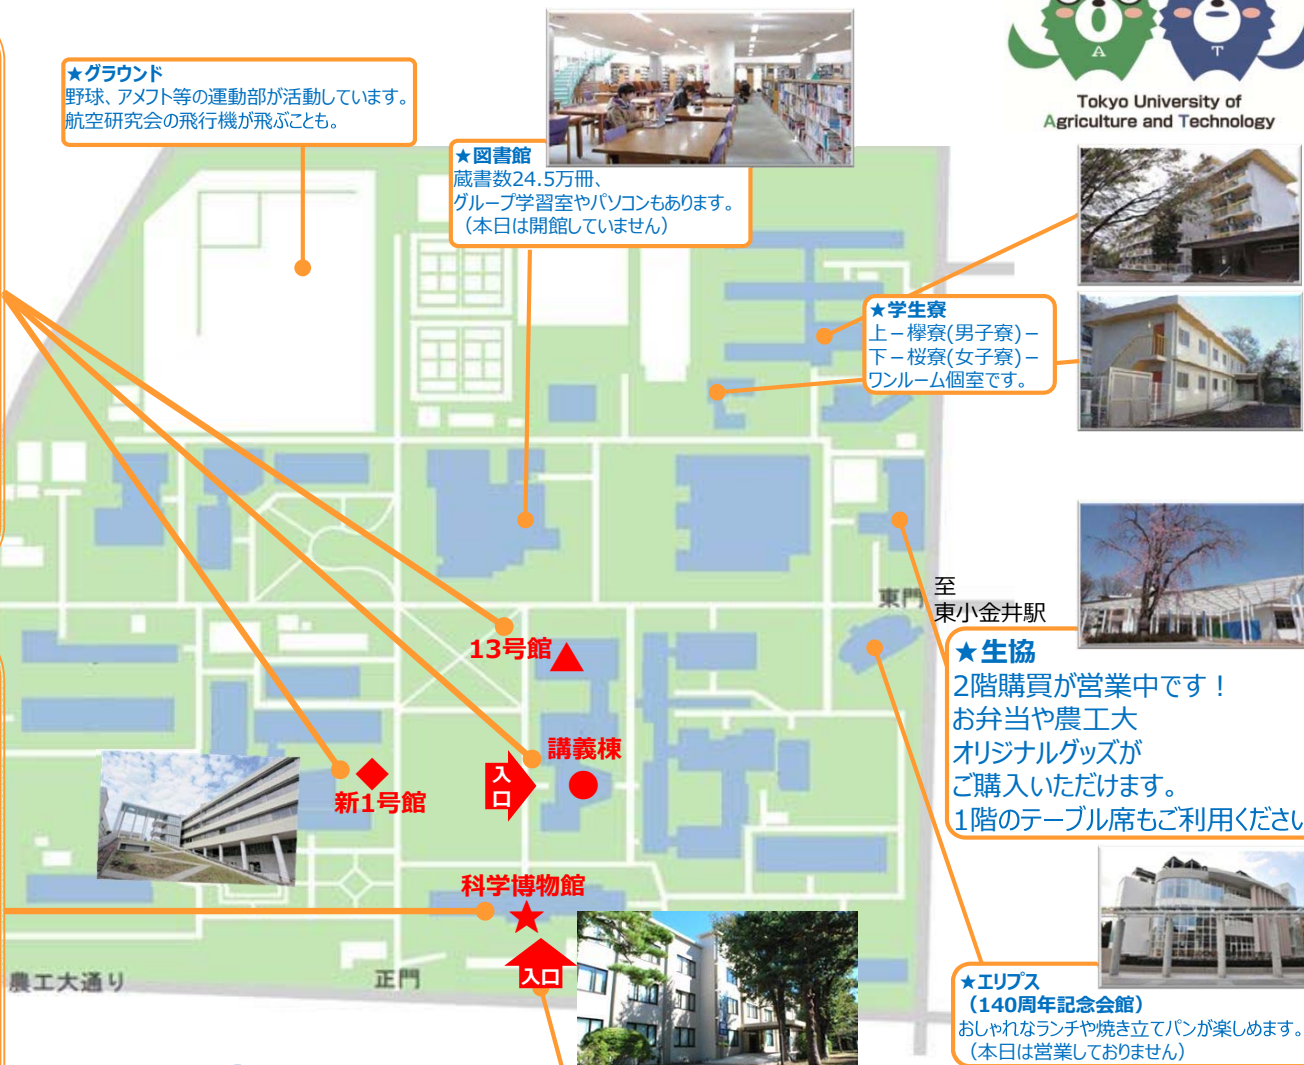 ★グラウンド
野球、アメフト等の運動部が活動しています。
航空研究会の飛行機が飛ぶことも。
★図書館
蔵書数24.5万冊、
グループ学習室やパソコンもあります。
（本日は開館していません）
A T
Tokyo University of
Agriculture and Technology
★学生寮
上－欅寮(男子寮)－
下－桜寮(女子寮)－
ワンルーム個室です。
東門
至
東小金井駅
★生協
2階購買が営業中です！
お弁当や農工大
オリジナルグッズが
ご購入いただけます。
1階のテーブル席もご利用ください
13号館
講義棟
入口
新1号館
科学博物館
入口
農工大通り
正門
★エリプス
（140周年記念会館）
おしゃれなランチや焼き立てパンが楽しめます。
（本日は営業しておりません）